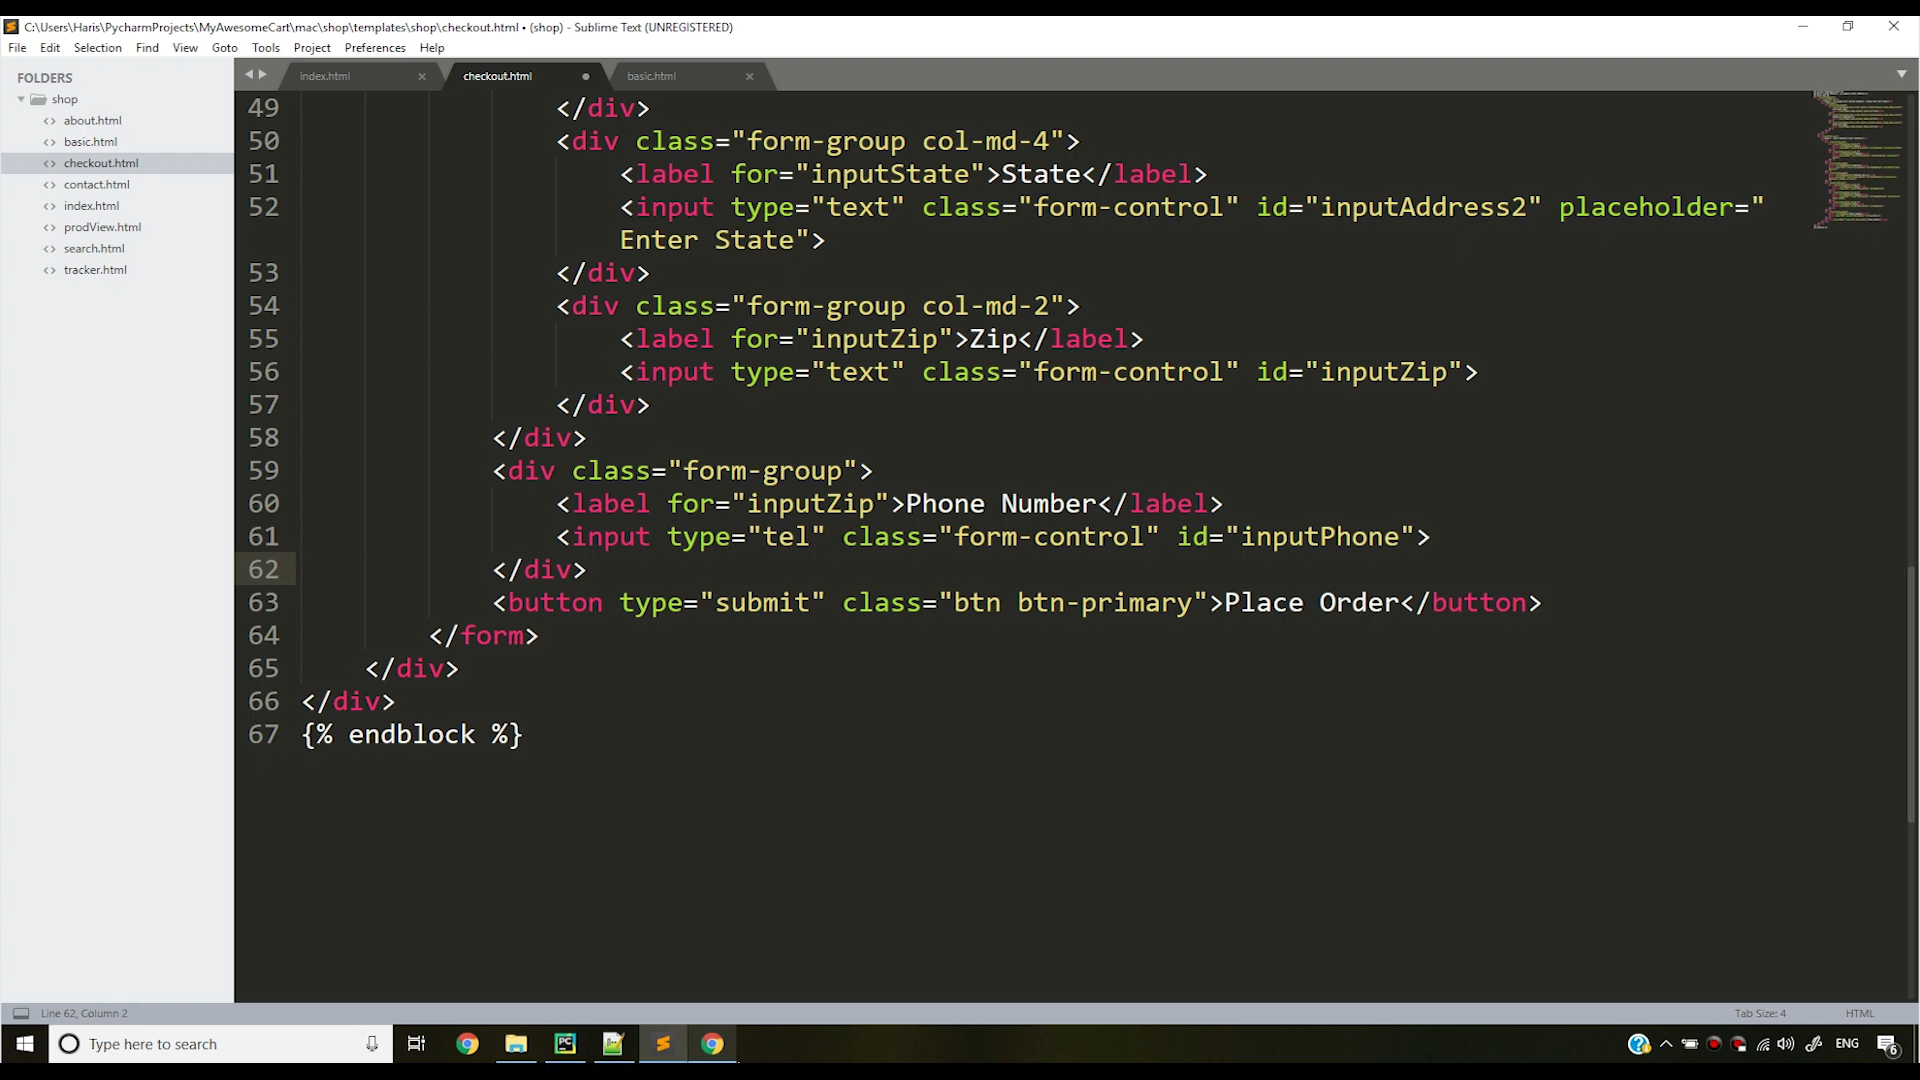 C:\Users\Haris\PycharmProjects\MyAwesomeCart\mac\shop\templates\shop\checkout.html • (shop) - Sublime Text (UNREGISTERED)
File Edit Selection Find View Goto Tools Project Preferences Help
FOLDERS
shop
about.html
basic.html
checkout.html
contact.html
index.html
prodView.html
search.html
tracker.html
index.html checkout.html basic.html
49 </div>
50 <div class="form-group col-md-4">
51 <label for="inputState">State</label>
52 <input type="text" class="form-control" id="inputAddress2" placeholder="
Enter State">
53 </div>
54 <div class="form-group col-md-2">
55 <label for="inputZip">Zip</label>
56 <input type="text" class="form-control" id="inputZip">
57 </div>
58 </div>
59 <div class="form-group">
60 <label for="inputZip">Phone Number</label>
61 <input type="tel" class="form-control" id="inputPhone">
62 </div>
63 <button type="submit" class="btn btn-primary">Place Order</button>
64 </form>
65 </div>
66 </div>
67 {% endblock %}
Line 62, Column 2 Tab Size: 4 HTML
Type here to search ENG 6